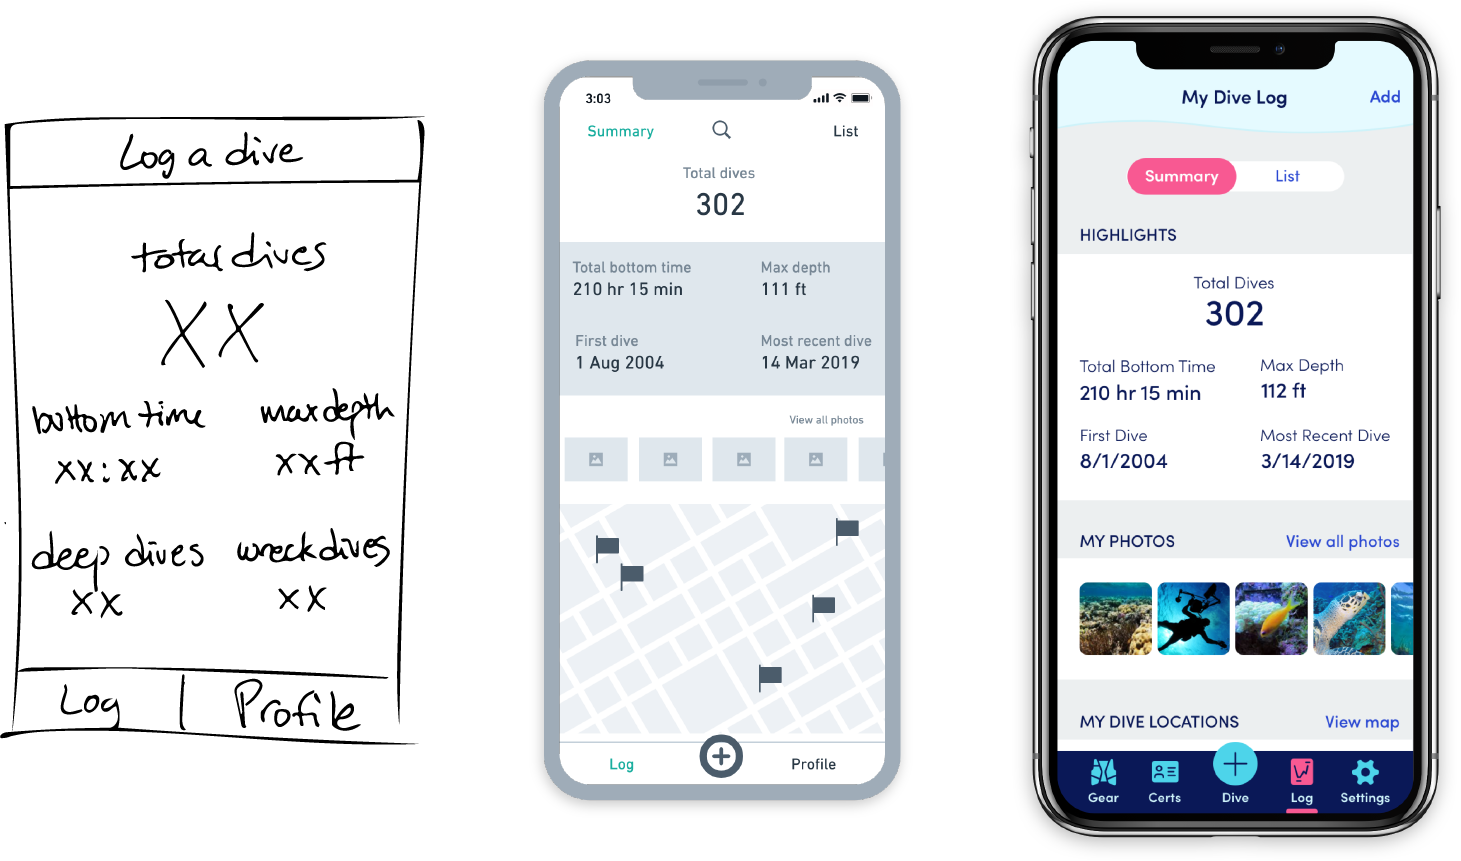 Log a dive
total dives
XX
bottom time max depth
xx:xx xx ft
deep dives wreck dives
xx xx
Log Profile
3:03
Summary List
Total dives
302
Total bottom time Max depth
210 hr 15 min 111 ft
First dive Most recent dive
1 Aug 2004 14 Mar 2019
View all photos
Log Profile
My Dive Log Add
Summary List
HIGHLIGHTS
Total Dives
302
Total Bottom Time Max Depth
210 hr 15 min 112 ft
First Dive Most Recent Dive
8/1/2004 3/14/2019
MY PHOTOS View all photos
MY DIVE LOCATIONS View map
Gear Certs Dive Log Settings